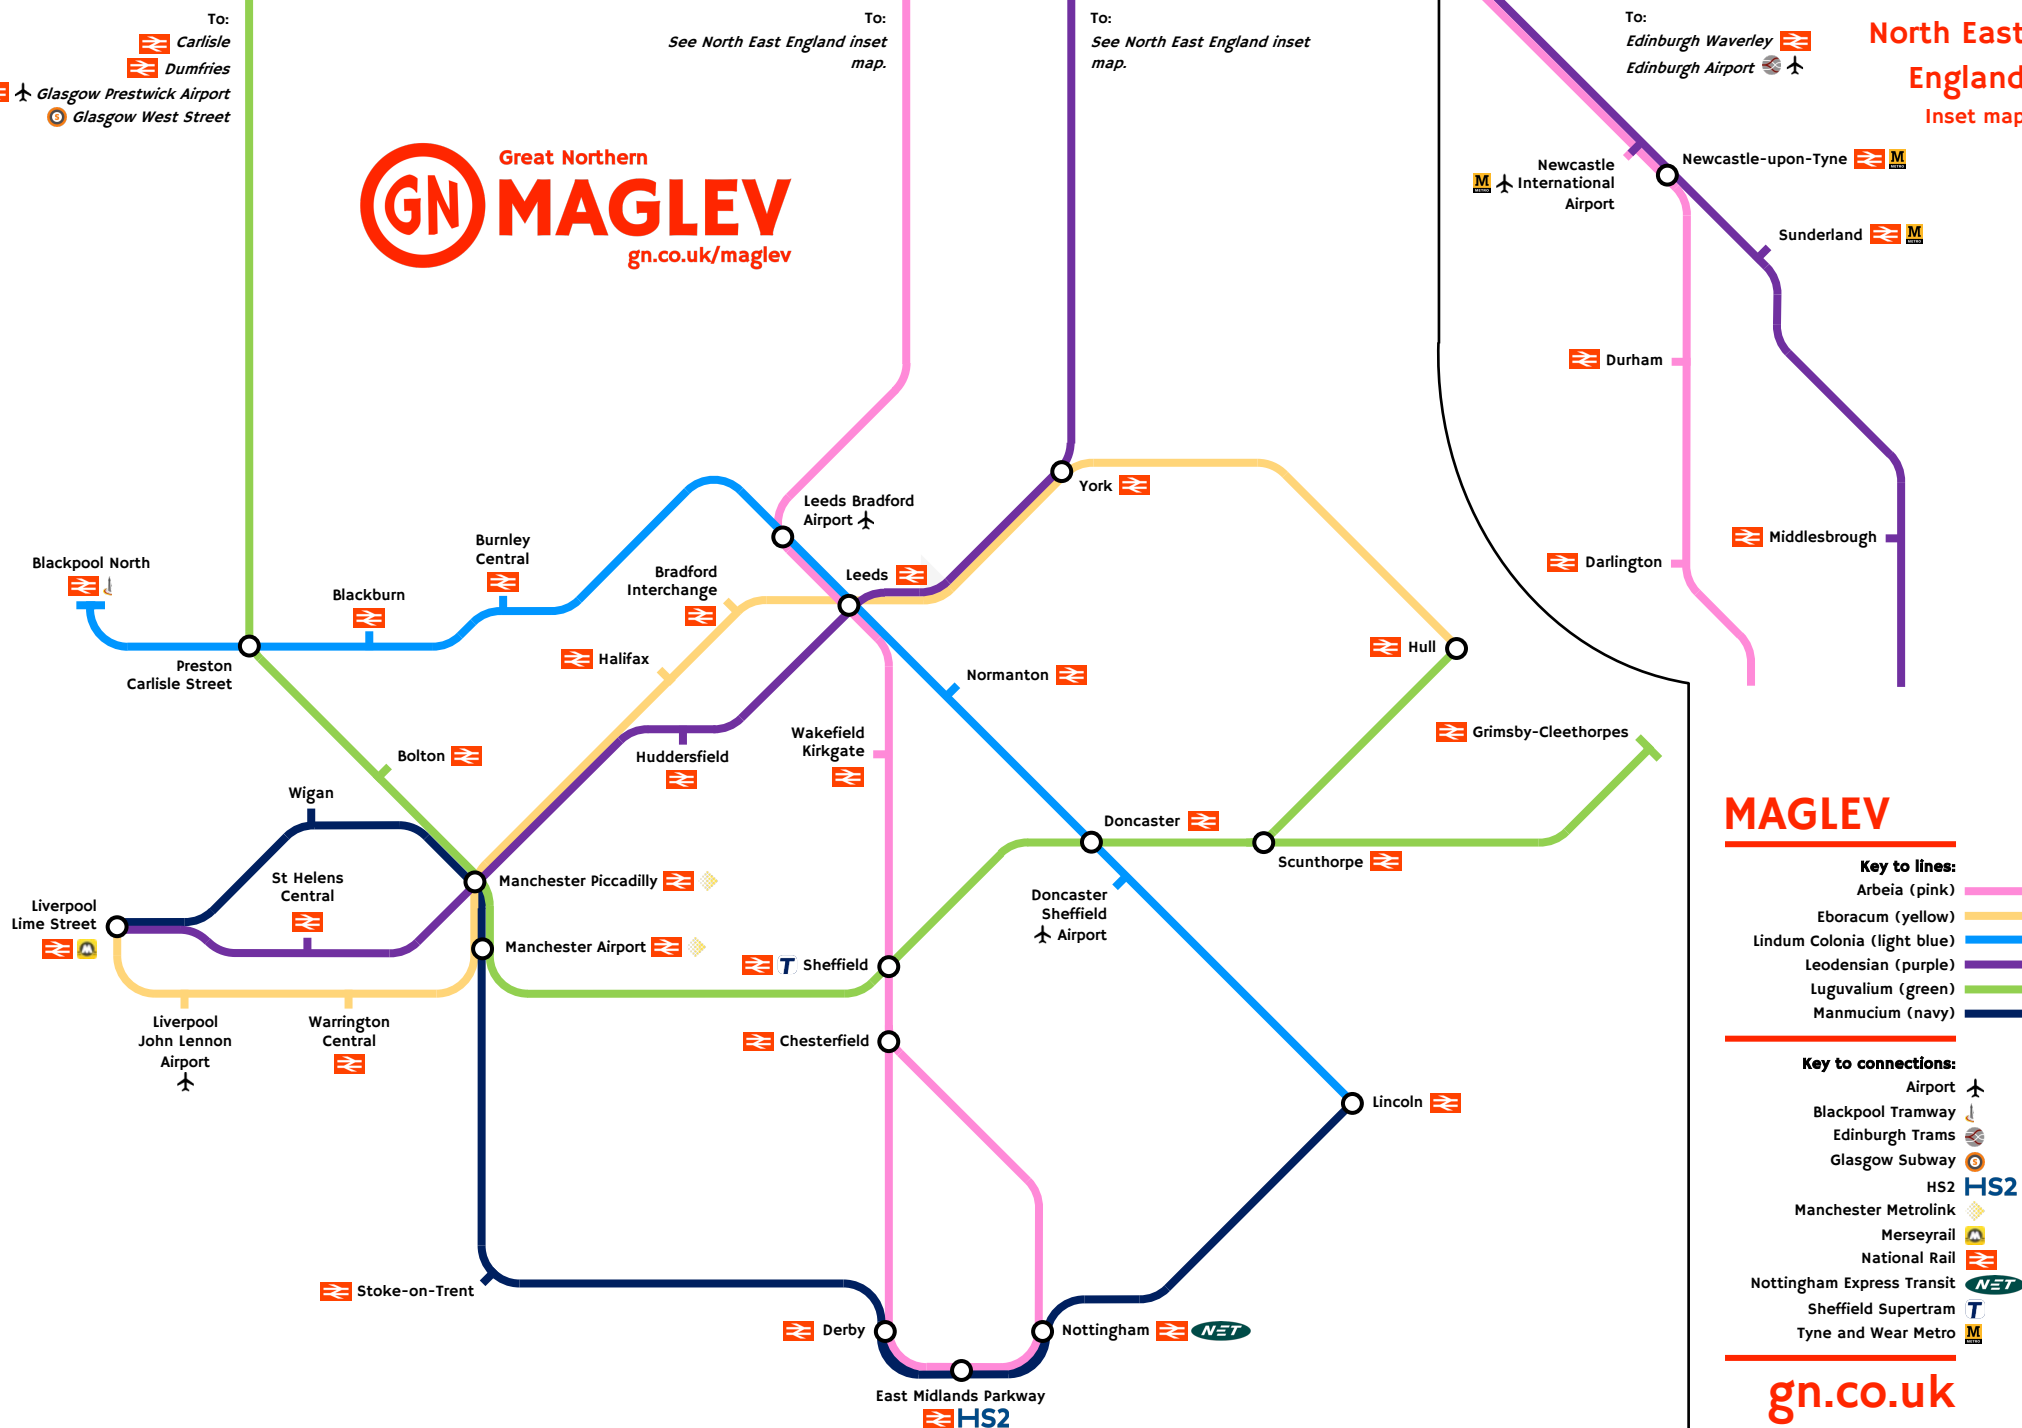 To:
Carlisle
Dumfries
Glasgow Prestwick Airport
Glasgow West Street
To:
See North East England inset
map.
To:
See North East England inset
map.
To:
Edinburgh Waverley
Edinburgh Airport
North East
England
Inset map
GN
Great Northern
MAGLEV
gn.co.uk/maglev
Newcastle
International
Airport
M
METRO
Newcastle-upon-Tyne
M
METRO
Sunderland
M
METRO
Durham
Darlington
Middlesbrough
Leeds Bradford
Airport
York
Blackpool North
Blackburn
Burnley
Central
Bradford
Interchange
Leeds
Halifax
Preston
Carlisle Street
Normanton
Hull
Wakefield
Kirkgate
Huddersfield
Bolton
Grimsby-Cleethorpes
Wigan
Doncaster
Scunthorpe
St Helens
Central
Manchester Piccadilly
Liverpool
Lime Street
Doncaster
Sheffield
Airport
Manchester Airport
T
Sheffield
Liverpool
John Lennon
Airport
Warrington
Central
Chesterfield
Lincoln
Stoke-on-Trent
Derby
Nottingham
NET
East Midlands Parkway
HS2
MAGLEV
Key to lines:
Arbeia (pink)
Eboracum (yellow)
Lindum Colonia (light blue)
Leodensian (purple)
Luguvalium (green)
Manmucium (navy)
Key to connections:
Airport
Blackpool Tramway
Edinburgh Trams
Glasgow Subway
HS2 HS2
Manchester Metrolink
Merseyrail
National Rail
Nottingham Express Transit NET
Sheffield Supertram T
Tyne and Wear Metro M
METRO
gn.co.uk